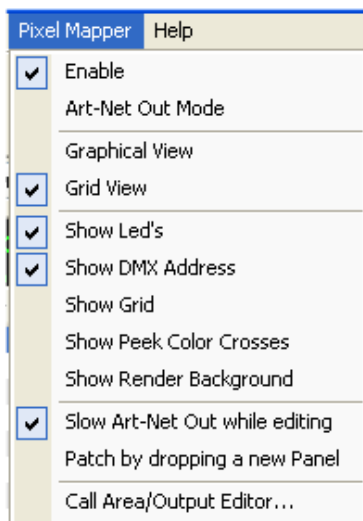 Pixel Mapper Help
Enable
Art-Net Out Mode
Graphical View
Grid View
Show Led's
Show DMX Address
Show Grid
Show Peek Color Crosses
Show Render Background
Slow Art-Net Out while editing
Patch by dropping a new Panel
Call Area/Output Editor...